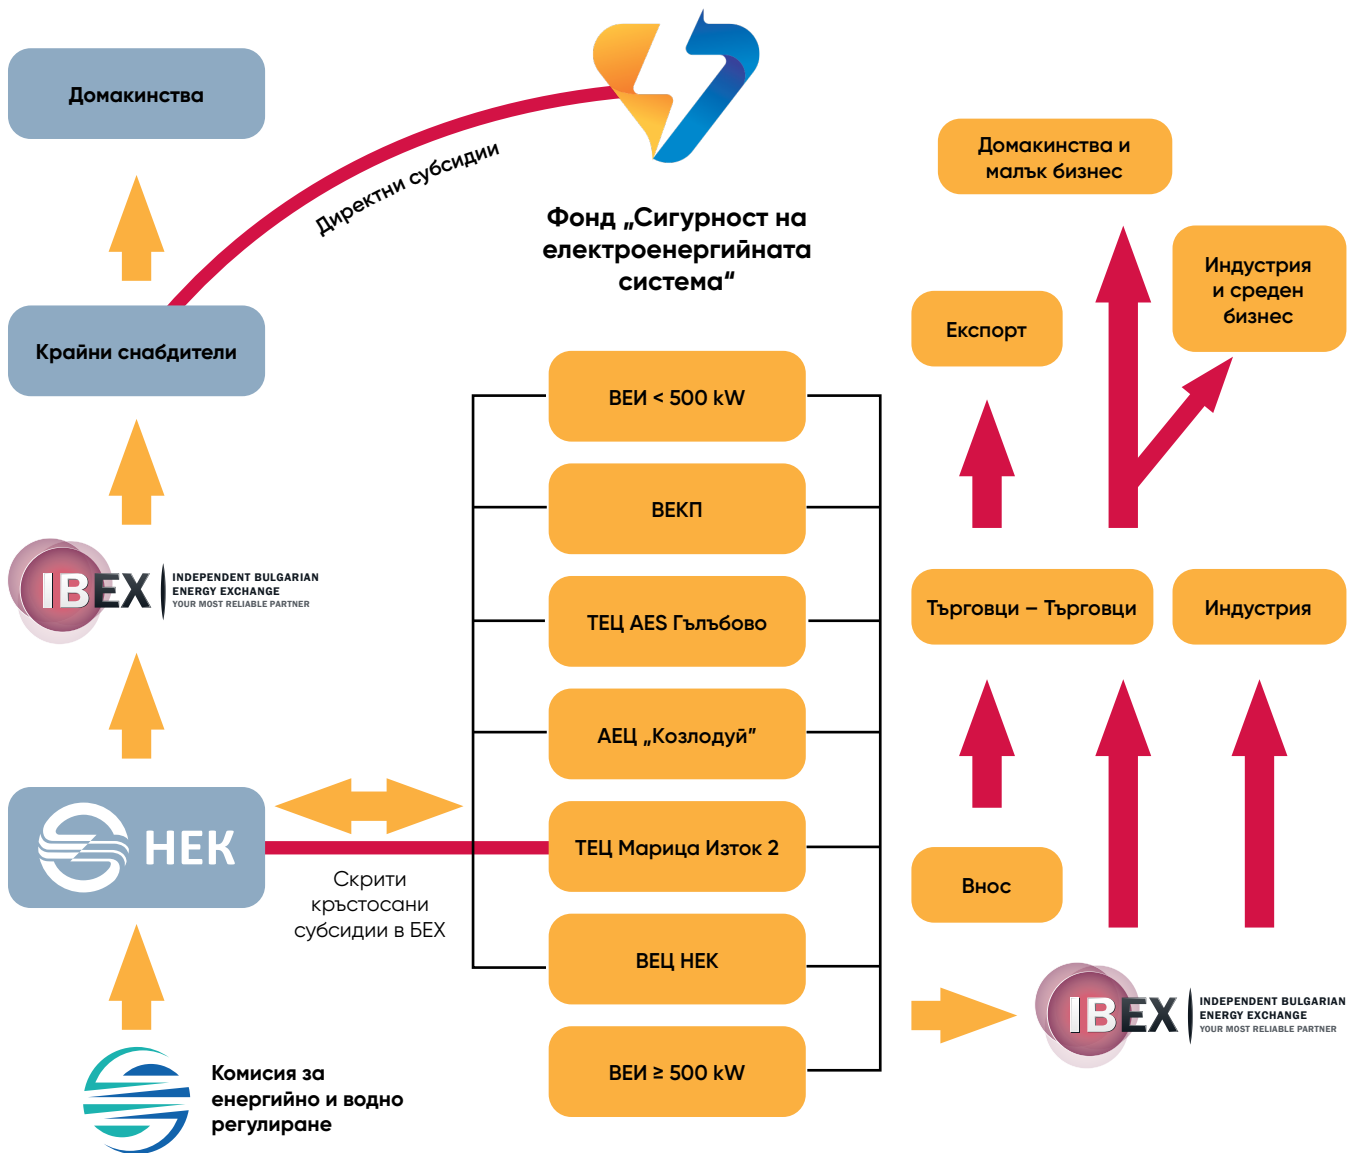 Домакинства
Директни субсидии
Фонд „Сигурност на
електроенергийната
система“
Крайни снабдители
IBEX
INDEPENDENT BULGARIAN
ENERGY EXCHANGE
YOUR MOST RELIABLE PARTNER
НЕК
Скрити
кръстосани
субсидии в БЕХ
Комисия за
енергийно и водно
регулиране
ВЕИ < 500 kW
ВЕКП
ТЕЦ AES Гълъбово
АЕЦ „Козлодуй”
ТЕЦ Марица Изток 2
ВЕЦ НЕК
ВЕИ ≥ 500 kW
Домакинства и
малък бизнес
Индустрия
и среден
бизнес
Експорт
Търговци – Търговци
Индустрия
Внос
IBEX
INDEPENDENT BULGARIAN
ENERGY EXCHANGE
YOUR MOST RELIABLE PARTNER